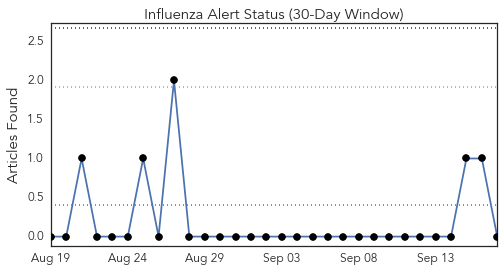 Influenza Alert Status (30-Day Window)
Articles Found
2.5
2.0
1.5
1.0
0.5
0.0
Aug 19 Aug 24 Aug 29 Sep 03 Sep 08 Sep 13